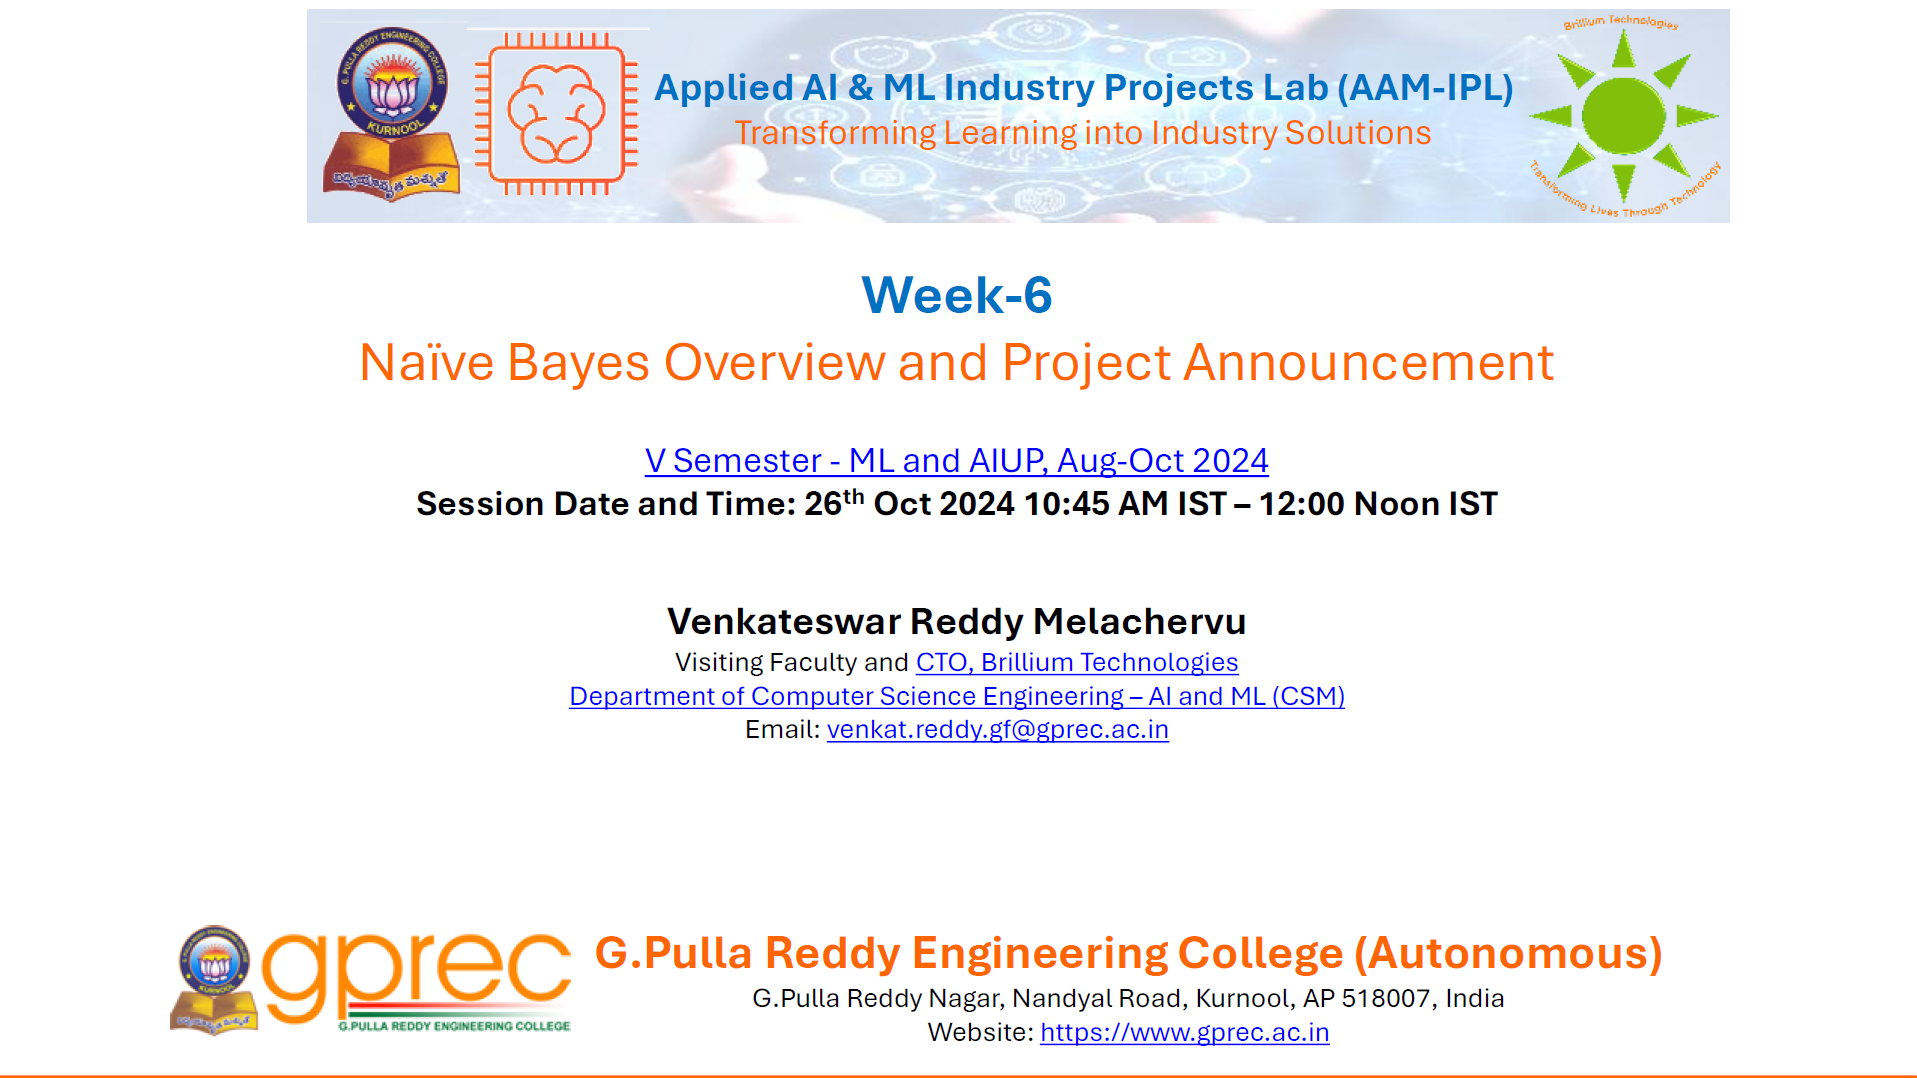 G.PULLA REDDY ENGINEERING COLLEGE
KURNOOL
Applied AI & ML Industry Projects Lab (AAM-IPL)
Transforming Learning into Industry Solutions
Brillium Technologies
Transforming Lives Through Technology
Week-6
Naïve Bayes Overview and Project Announcement
V Semester - ML and AIUP, Aug-Oct 2024
Session Date and Time: 26th Oct 2024 10:45 AM IST – 12:00 Noon IST
Venkateswar Reddy Melachervu
Visiting Faculty and CTO, Brillium Technologies
Department of Computer Science Engineering – AI and ML (CSM)
Email: venkat.reddy.gf@gprec.ac.in
KURNOOL
gprec
G.PULLA REDDY ENGINEERING COLLEGE
G.Pulla Reddy Engineering College (Autonomous)
G.Pulla Reddy Nagar, Nandyal Road, Kurnool, AP 518007, India
Website: https://www.gprec.ac.in